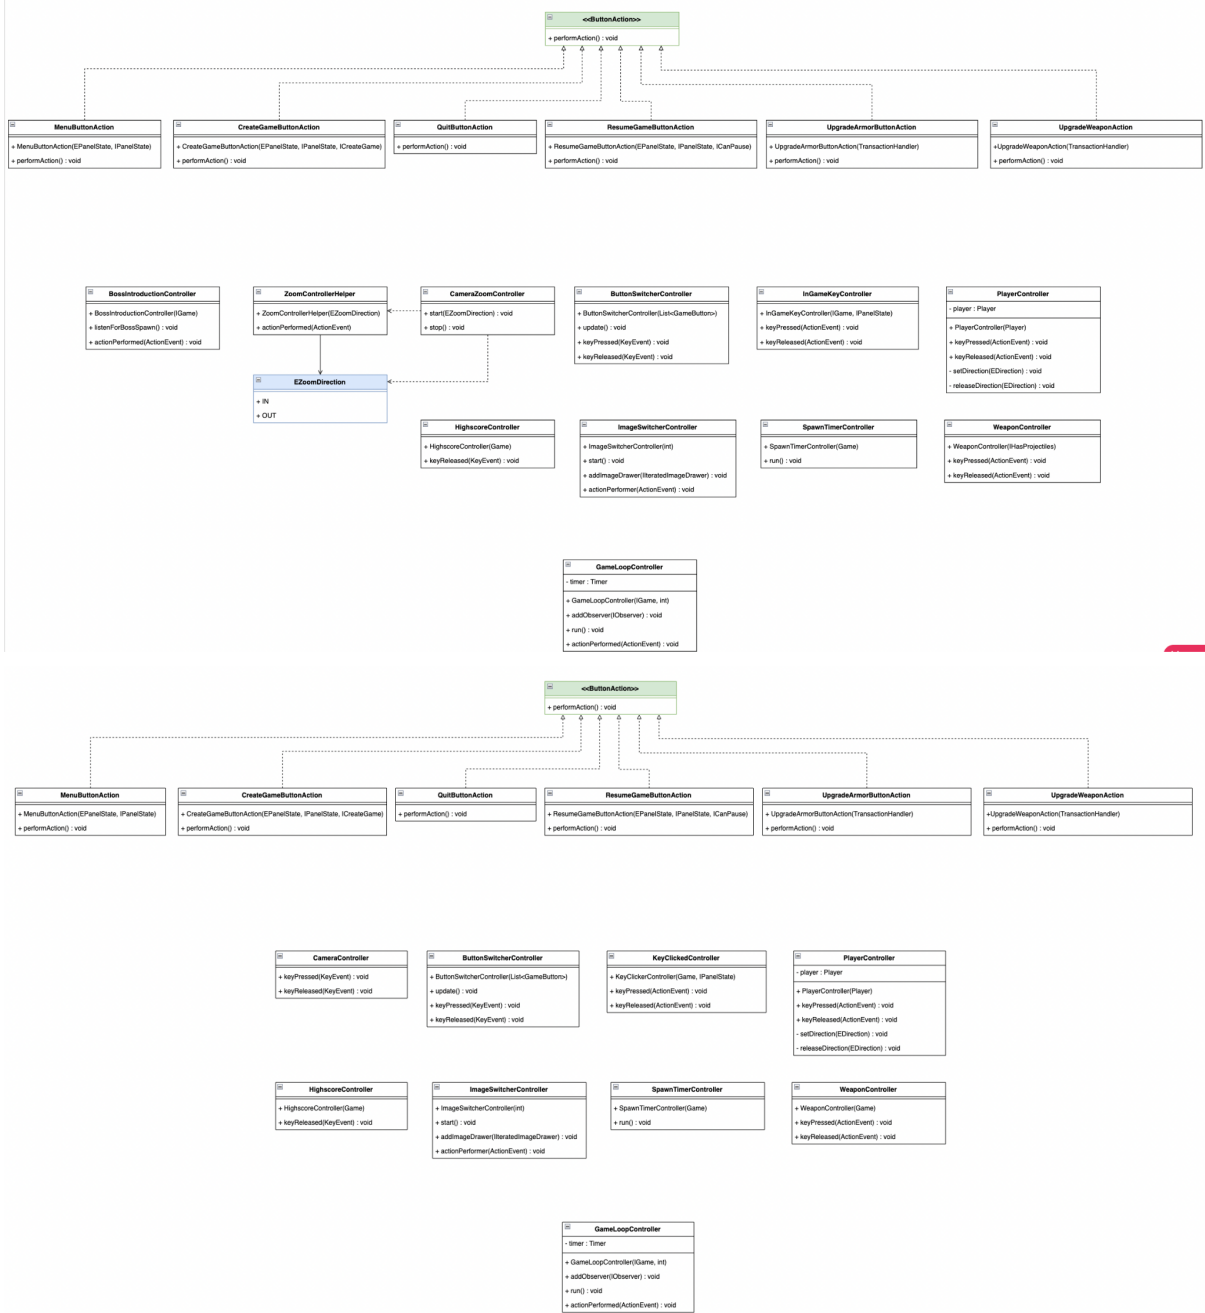 <<ButtonAction>>
+ performAction() : void
MenuButtonAction
+ MenuButtonAction(EPanelState, IPanelState)
+ performAction() : void
CreateGameButtonAction
+ CreateGameButtonAction(EPanelState, IPanelState, ICreateGame)
+ performAction() : void
QuitButtonAction
+ performAction() : void
ResumeGameButtonAction
+ ResumeGameButtonAction(EPanelState, IPanelState, ICanPause)
+ performAction() : void
UpgradeArmorButtonAction
+ UpgradeArmorButtonAction(TransactionHandler)
+ performAction() : void
UpgradeWeaponAction
+UpgradeWeaponAction(TransactionHandler)
+ performAction() : void
BossIntroductionController
+ BossIntroductionController(IGame)
+ listenForBossSpawn() : void
+ actionPerformed(ActionEvent) : void
ZoomControllerHelper
+ ZoomControllerHelper(EZoomDirection)
+ actionPerformed(ActionEvent)
CameraZoomController
+ start(EZoomDirection) : void
+ stop() : void
ButtonSwitcherController
+ ButtonSwitcherController(List<GameButton>)
+ update() : void
+ keyPressed(KeyEvent) : void
+ keyReleased(KeyEvent) : void
InGameKeyController
+ InGameKeyController(IGame, IPanelState)
+ keyPressed(ActionEvent) : void
+ keyReleased(ActionEvent) : void
PlayerController
- player : Player
+ PlayerController(Player)
+ keyPressed(ActionEvent) : void
+ keyReleased(ActionEvent) : void
- setDirection(EDirection) : void
- releaseDirection(EDirection) : void
EZoomDirection
+ IN
+ OUT
HighscoreController
+ HighscoreController(Game)
+ keyReleased(KeyEvent) : void
ImageSwitcherController
+ ImageSwitcherController(int)
+ start() : void
+ addImageDrawer(IIteratedImageDrawer) : void
+ actionPerformer(ActionEvent) : void
SpawnTimerController
+ SpawnTimerController(Game)
+ run() : void
WeaponController
+ WeaponController(IHasProjectiles)
+ keyPressed(ActionEvent) : void
+ keyReleased(ActionEvent) : void
GameLoopController
- timer : Timer
+ GameLoopController(IGame, int)
+ addObserver(IObserver) : void
+ run() : void
+ actionPerformed(ActionEvent) : void
<<ButtonAction>>
+ performAction() : void
MenuButtonAction
+ MenuButtonAction(EPanelState, IPanelState)
+ performAction() : void
CreateGameButtonAction
+ CreateGameButtonAction(EPanelState, IPanelState, ICreateGame)
+ performAction() : void
QuitButtonAction
+ performAction() : void
ResumeGameButtonAction
+ ResumeGameButtonAction(EPanelState, IPanelState, ICanPause)
+ performAction() : void
UpgradeArmorButtonAction
+ UpgradeArmorButtonAction(TransactionHandler)
+ performAction() : void
UpgradeWeaponAction
+UpgradeWeaponAction(TransactionHandler)
+ performAction() : void
CameraController
+ keyPressed(KeyEvent) : void
+ keyReleased(KeyEvent) : void
ButtonSwitcherController
+ ButtonSwitcherController(List<GameButton>)
+ update() : void
+ keyPressed(KeyEvent) : void
+ keyReleased(KeyEvent) : void
KeyClickedController
+ KeyClickerController(Game, IPanelState)
+ keyPressed(ActionEvent) : void
+ keyReleased(ActionEvent) : void
PlayerController
- player : Player
+ PlayerController(Player)
+ keyPressed(ActionEvent) : void
+ keyReleased(ActionEvent) : void
- setDirection(EDirection) : void
- releaseDirection(EDirection) : void
HighscoreController
+ HighscoreController(Game)
+ keyReleased(KeyEvent) : void
ImageSwitcherController
+ ImageSwitcherController(int)
+ start() : void
+ addImageDrawer(IIteratedImageDrawer) : void
+ actionPerformer(ActionEvent) : void
SpawnTimerController
+ SpawnTimerController(Game)
+ run() : void
WeaponController
+ WeaponController(Game)
+ keyPressed(ActionEvent) : void
+ keyReleased(ActionEvent) : void
GameLoopController
- timer : Timer
+ GameLoopController(IGame, int)
+ addObserver(IObserver) : void
+ run() : void
+ actionPerformed(ActionEvent) : void